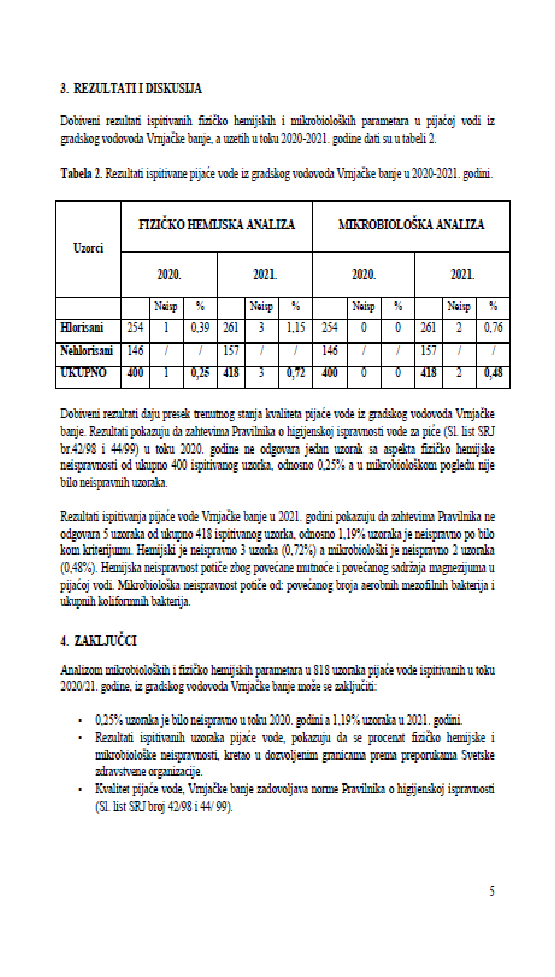 3. REZULTATI I DISKUSIJA
Dobiveni rezultati ispitivanih fizičko hemijskih i mikrobioloških parametara u pijaćoj vodi iz
gradskog vodovoda Vrnjačke banje, a uzetih u toku 2020-2021. godine dati su u tabeli 2.
Tabela 2. Rezultati ispitivane pijaće vode iz gradskog vodovoda Vrnjačke banje u 2020-2021. godini.
Uzorci FIZIČKO HEMIJSKA ANALIZA MIKROBIOLOŠKA ANALIZA
2020. 2021. 2020. 2021.
Neisp % Neisp % Neisp % Neisp %
Hlorisani 254 1 0,39 261 3 1,15 254 0 0 261 2 0,76
Nehlorisani 146 / / 157 / / 146 / / 157 / /
UKUPNO 400 1 0,25 418 3 0,72 400 0 0 418 2 0,48
Dobiveni rezultati daju presek trenutnog stanja kvaliteta pijaće vode iz gradskog vodovoda Vrnjačke
banje. Rezultati pokazuju da zahtevima Pravilnika o higijenskoj ispravnosti vode za piće (Sl. list SRJ
br.42/98 i 44/99) u toku 2020. godine ne odgovara jedan uzorak sa aspekta fizičko hemijske
neispravnosti od ukupno 400 ispitivanog uzorka, odnosno 0,25% a u mikrobiološkom pogledu nije
bilo neispravnih uzoraka.
Rezultati ispitivanja pijaće vode Vrnjačke banje u 2021. godini pokazuju da zahtevima Pravilnika ne
odgovara 5 uzoraka od ukupno 418 ispitivanog uzorka, odnosno 1,19% uzoraka je neispravno po bilo
kom kriterijumu. Hemijski je neispravno 3 uzorka (0,72%) a mikrobiološki je neispravno 2 uzoraka
(0,48%). Hemijska neispravnost potiče zbog povećane mutnoće i povećanog sadržaja magnezijuma u
pijaćoj vodi. Mikrobiološka neispravnost potiče od: povećanog broja aerobnih mezofilnih bakterija i
ukupnih koliformnih bakterija.
4. ZAKLJUČCI
Analizom mikrobioloških i fizičko hemijskih parametara u 818 uzoraka pijaće vode ispitivanih u toku
2020/21. godine, iz gradskog vodovoda Vrnjačke banje može se zaključiti:
▪ 0,25% uzoraka je bilo neispravno u toku 2020. godini a 1,19% uzoraka u 2021. godini.
▪ Rezultati ispitivanih uzoraka pijaće vode, pokazuju da se procenat fizičko hemijske i
mikrobiološke neispravnosti, kretao u dozvoljenim granicama prema preporukama Svetske
zdravstvene organizacije.
▪ Kvalitet pijaće vode, Vrnjačke banje zadovoljava norme Pravilnika o higijenskoj ispravnosti
(Sl. list SRJ broj 42/98 i 44/ 99).
5